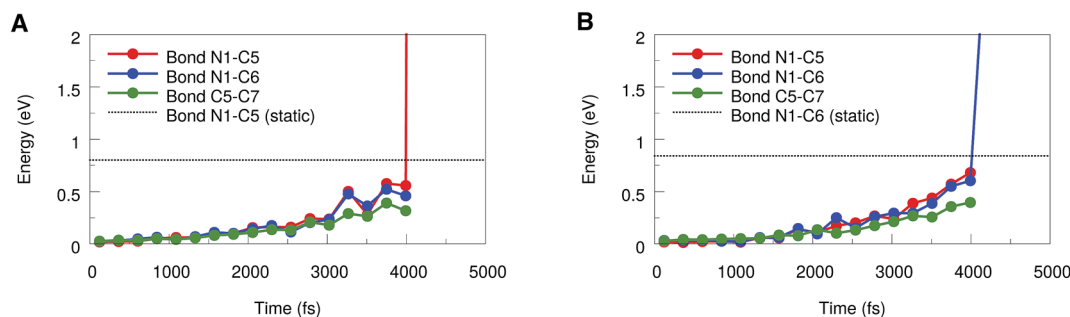 A
Energy (eV)
2
1.5
1
0.5
0
Bond N1-C5
Bond N1-C6
Bond C5-C7
Bond N1-C5 (static)
0 1000 2000 3000 4000 5000
Time (fs)
B
Energy (eV)
2
1.5
1
0.5
0
Bond N1-C5
Bond N1-C6
Bond C5-C7
Bond N1-C6 (static)
0 1000 2000 3000 4000 5000
Time (fs)